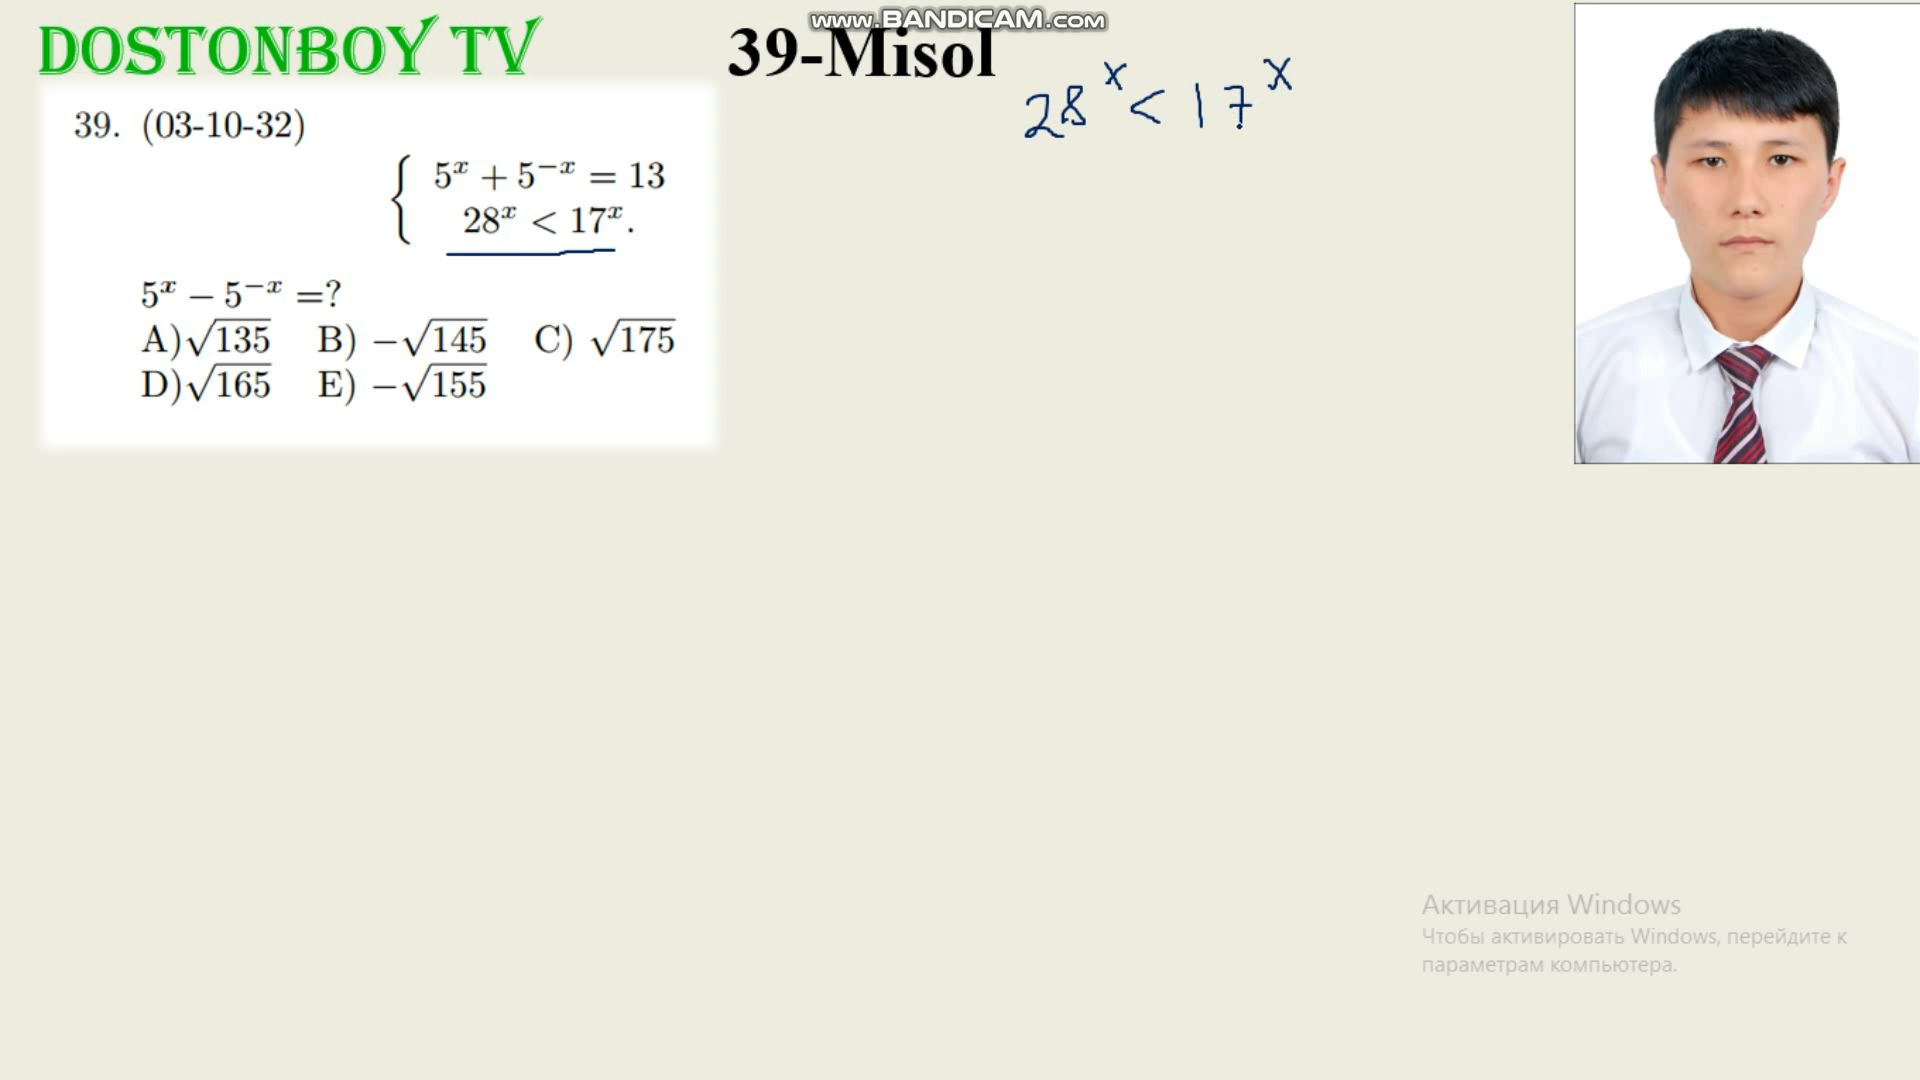 www.BANDICAM.com
DOSTONBOY TV
39-Misol
28^x < 17^x
39. (03-10-32)
5^x + 5^{-x} = 13
28^x < 17^x.
5^x − 5^{-x} =?
A)√135 B) −√145 C) √175
D)√165 E) −√155
Активация Windows
Чтобы активировать Windows, перейдите к
параметрам компьютера.